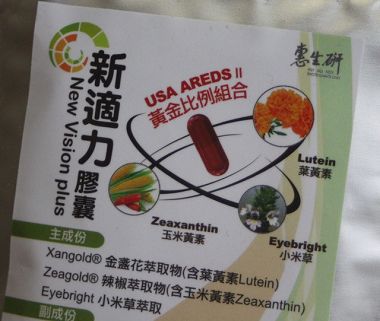 惠生研
新適力膠囊
New Vision plus
USA AREDS II
黃金比例組合
Lutein
葉黃素
Zeaxanthin
玉米黃素
Eyebright
小米草
主成份
Xangold® 金盞花萃取物(含葉黃素Lutein)
Zeagold® 辣椒萃取物(含玉米黃素Zeaxanthin)
Eyebright 小米草萃取
副成份